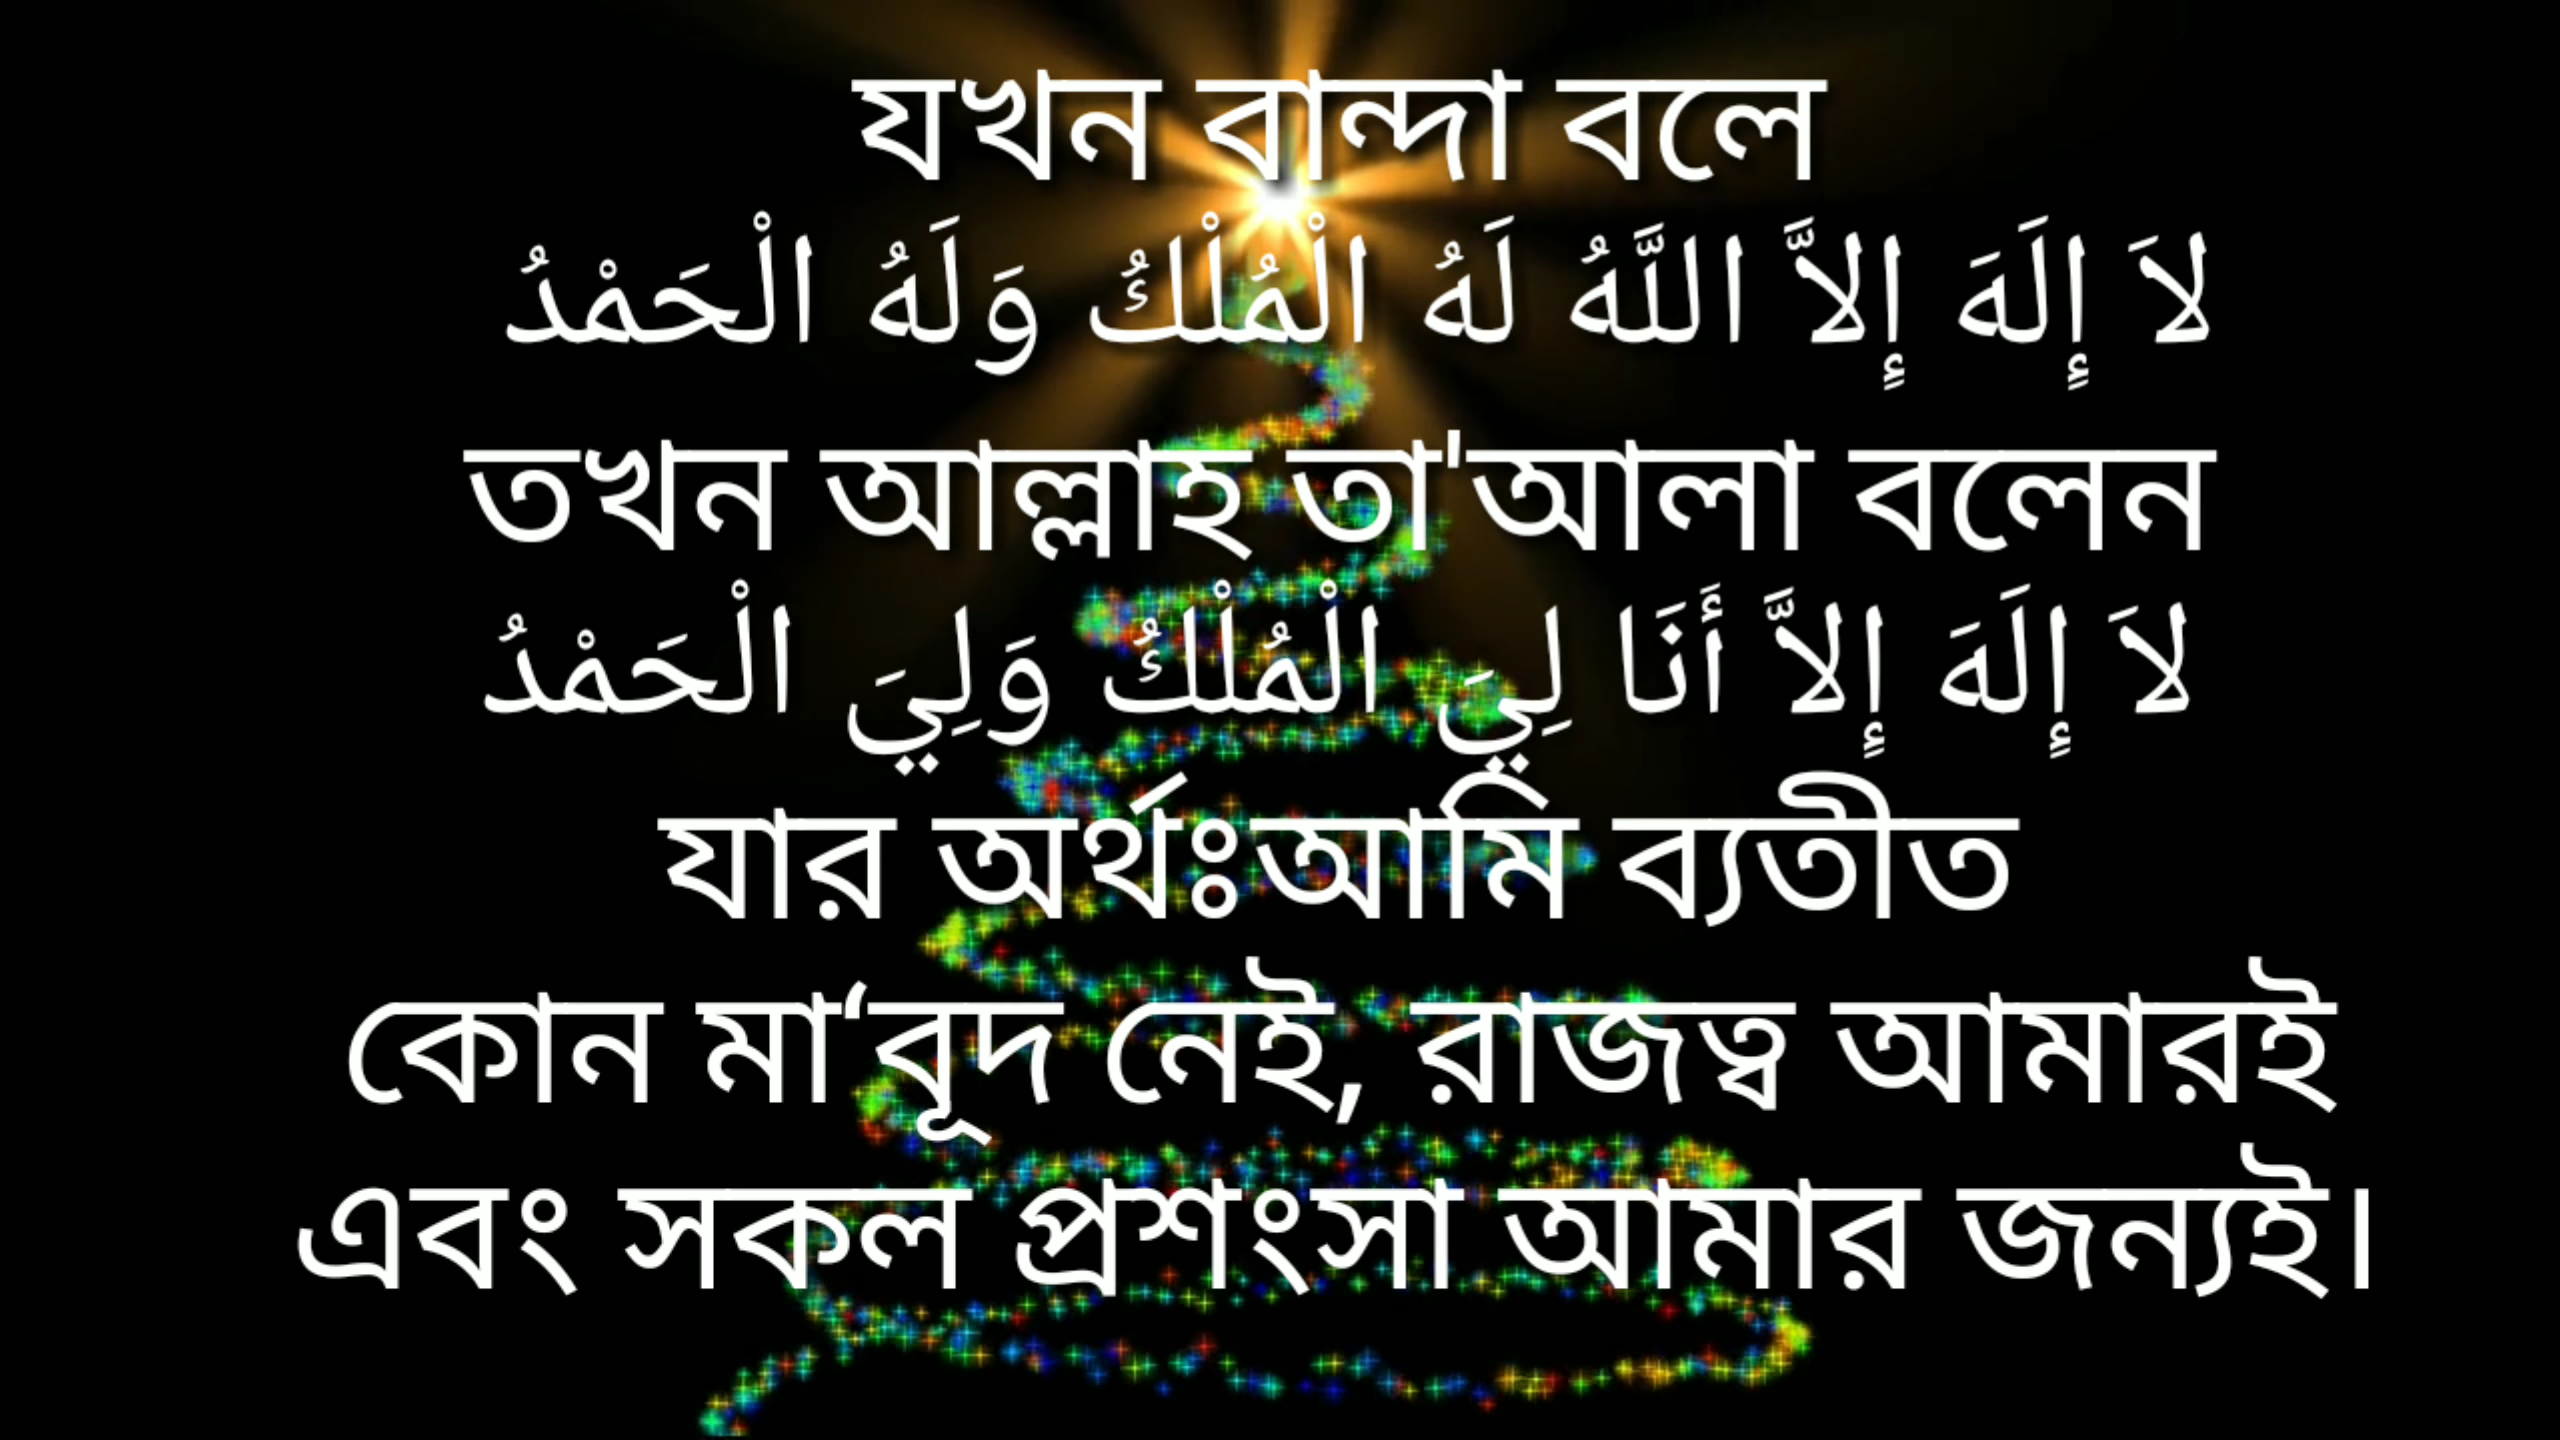 যখন বান্দা বলে
لاَ إِلَهَ إِلاَّ اللَّهُ لَهُ الْمُلْكُ وَلَهُ الْحَمْدُ
তখন আল্লাহ তা'আলা বলেন
لاَ إِلَهَ إِلاَّ أَنَا لِيَ الْمُلْكُ وَلِيَ الْحَمْدُ
যার অর্থঃআমি ব্যতীত
কোন মা‘বূদ নেই, রাজত্ব আমারই
এবং সকল প্রশংসা আমার জন্যই।